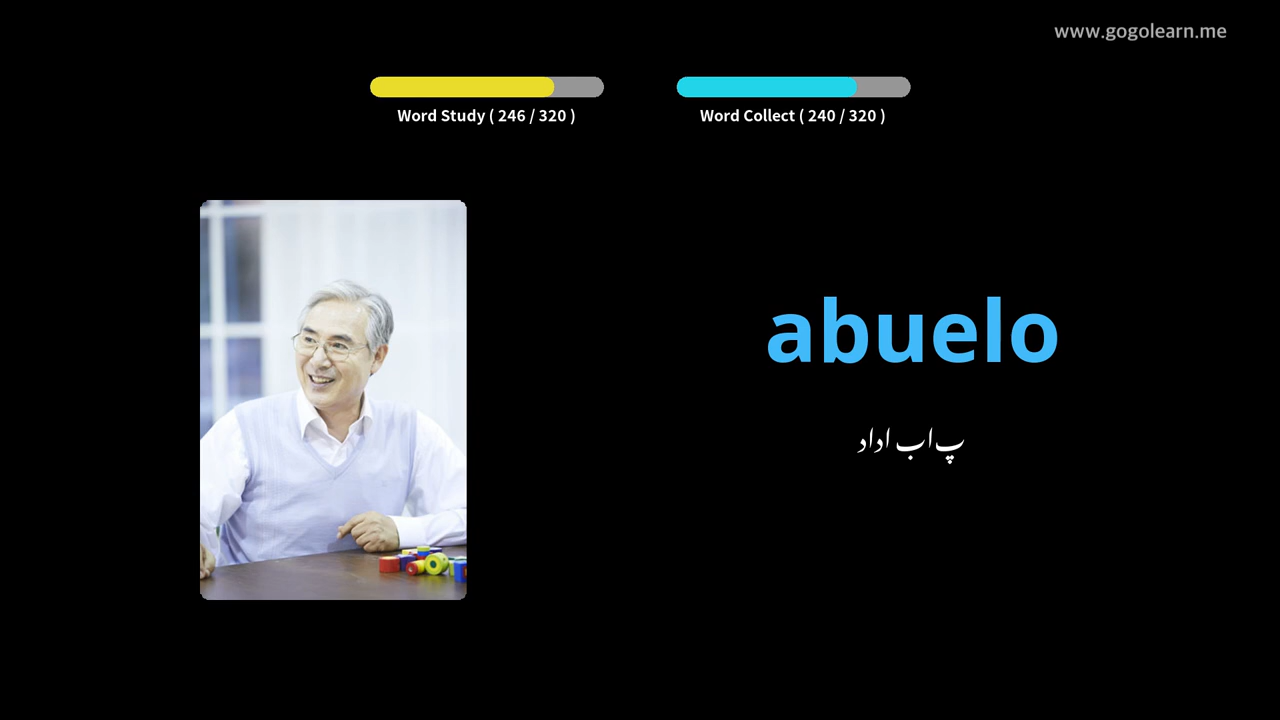 www.gogolearn.me
Word Study ( 246 / 320 )
Word Collect ( 240 / 320 )
abuelo
پ‌اب اداد